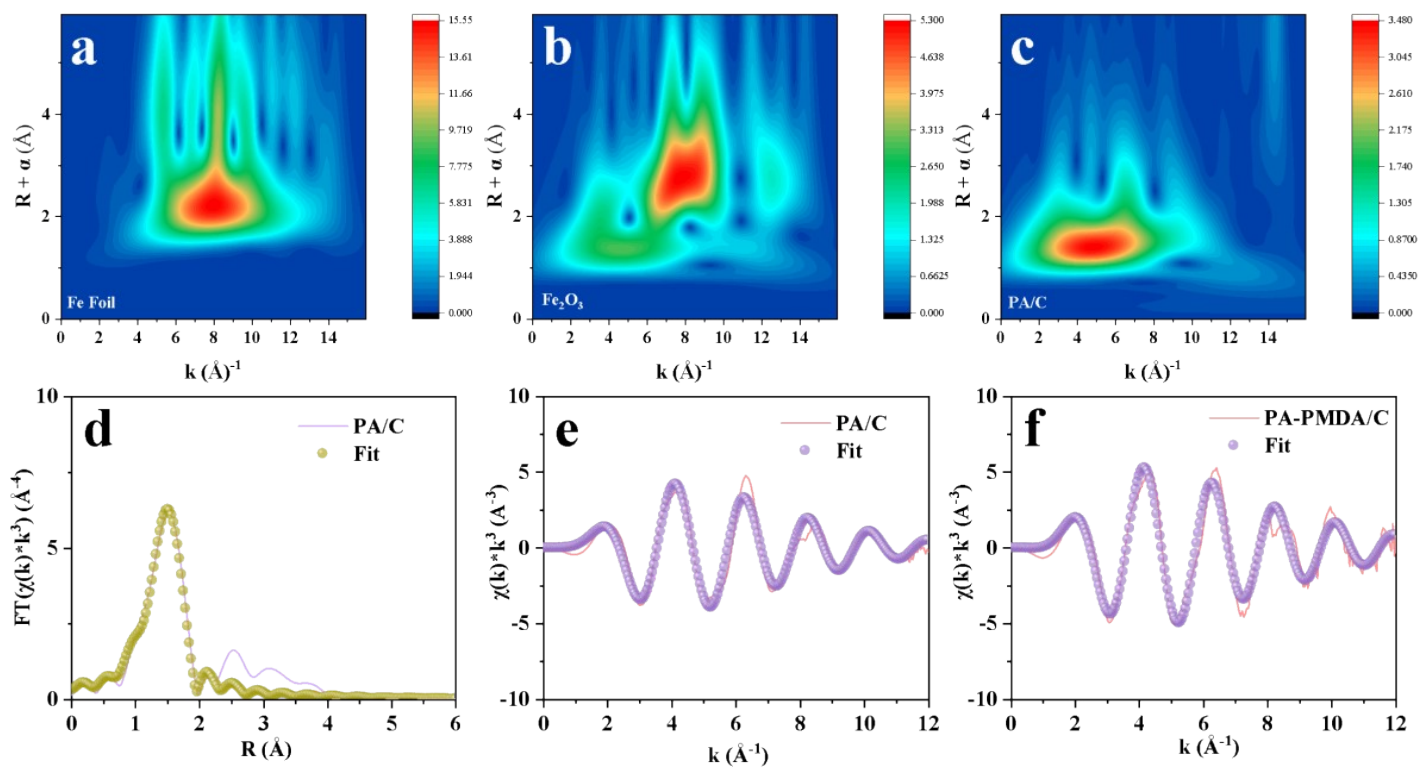 a
R + α (Å)
4
2
0
Fe Foil
0 2 4 6 8 10 12 14
k (Å)-1
15.55
13.61
11.66
9.719
7.775
5.831
3.888
1.944
0.000
b
R + α (Å)
4
2
0
Fe2O3
0 2 4 6 8 10 12 14
k (Å)-1
5.300
4.638
3.975
3.313
2.650
1.988
1.325
0.6625
0.000
c
R + α (Å)
4
2
0
PA/C
0 2 4 6 8 10 12 14
k (Å)-1
3.480
3.045
2.610
2.175
1.740
1.305
0.8700
0.4350
0.000
d
PA/C
Fit
FT(χ(k)*k3) (Å-4)
10
5
0
0 1 2 3 4 5 6
R (Å)
e
PA/C
Fit
χ(k)*k3 (A-3)
10
5
0
-5
-10
0 2 4 6 8 10 12
k (Å-1)
f
PA-PMDA/C
Fit
χ(k)*k3 (A-3)
10
5
0
-5
-10
0 2 4 6 8 10 12
k (Å-1)